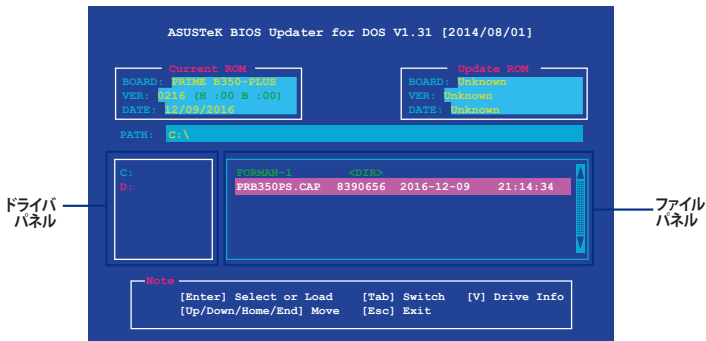 ASUSTeK BIOS Updater for DOS V1.31 [2014/08/01]
Current ROM
BOARD: PRIME B350-PLUS
VER: 0216 (H :00 B :00)
DATE: 12/09/2016
Update ROM
BOARD: Unknown
VER: Unknown
DATE: Unknown
PATH: C:\
C:
D:
FORMAN~1 <DIR>
PRB350PS.CAP 8390656 2016-12-09 21:14:34
ドライバ
パネル
ファイル
パネル
Note
[Enter] Select or Load [Tab] Switch [V] Drive Info
[Up/Down/Home/End] Move [Esc] Exit